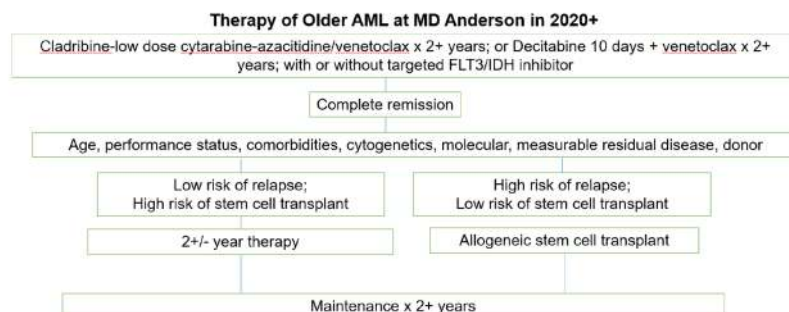 Therapy of Older AML at MD Anderson in 2020+
Cladribine-low dose cytarabine-azacitidine/venetoclax x 2+ years; or Decitabine 10 days + venetoclax x 2+
years; with or without targeted FLT3/IDH inhibitor
Complete remission
Age, performance status, comorbidities, cytogenetics, molecular, measurable residual disease, donor
Low risk of relapse;
High risk of stem cell transplant
High risk of relapse;
Low risk of stem cell transplant
2+/- year therapy
Allogeneic stem cell transplant
Maintenance x 2+ years